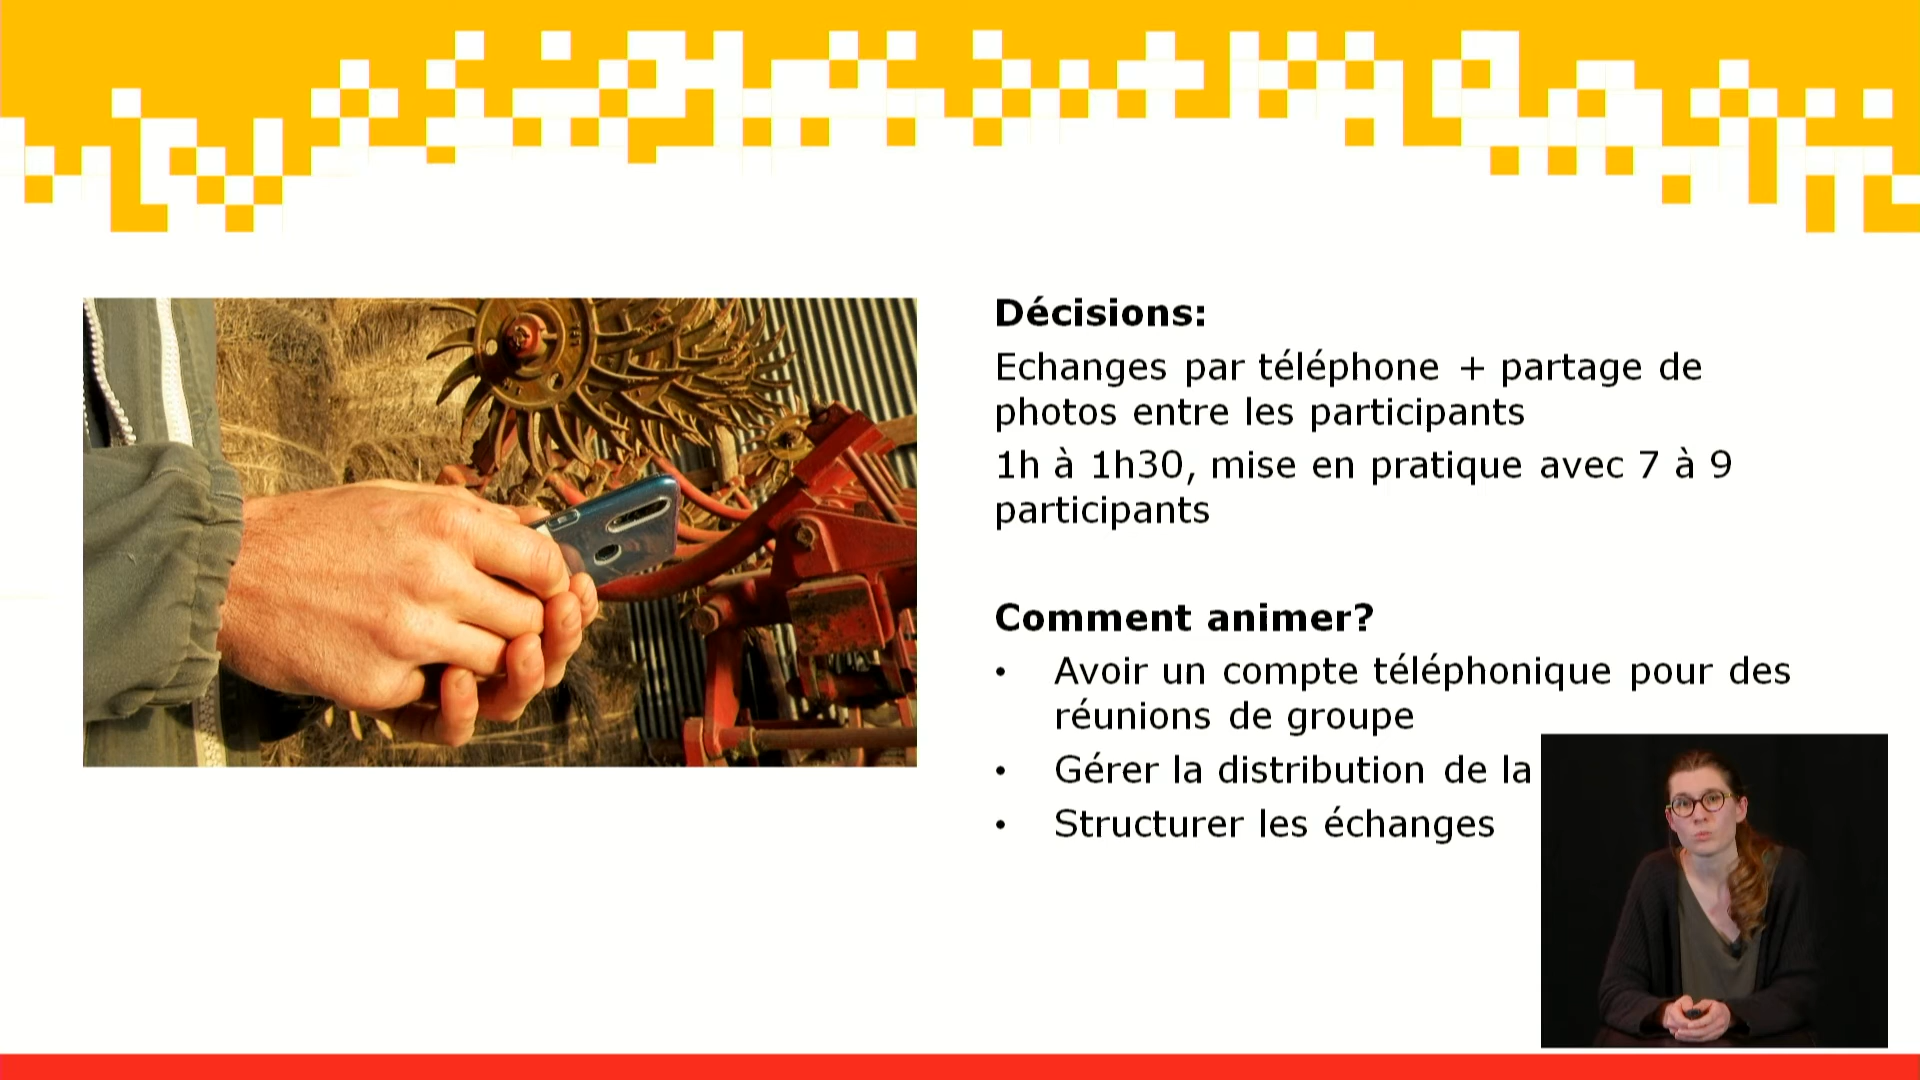 Décisions:
Echanges par téléphone + partage de
photos entre les participants
1h à 1h30, mise en pratique avec 7 à 9
participants
Comment animer?
• Avoir un compte téléphonique pour des
réunions de groupe
• Gérer la distribution de la
• Structurer les échanges